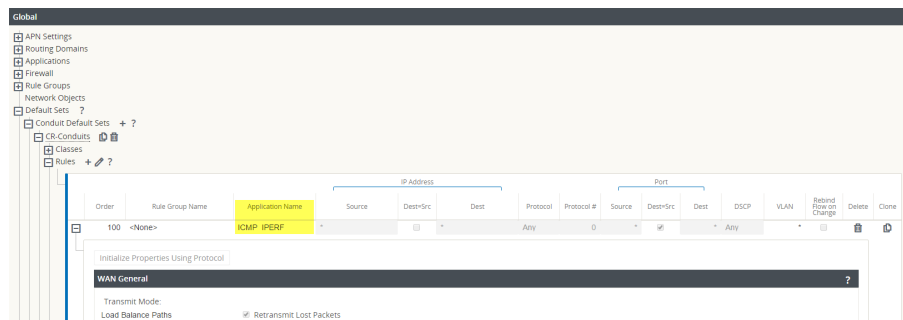 Global
APN Settings
Routing Domains
Applications
Firewall
Rule Groups
Network Objects
Default Sets ?
Conduit Default Sets + ?
CR-Conduits
Classes
Rules + ?
IP Address Port
Order Rule Group Name Application Name Source Dest=Src Dest Protocol Protocol # Source Dest=Src Dest DSCP VLAN Rebind Flow on Change Delete Clone
100 <None> ICMP_IPERF * * Any 0 * * Any *
Initialize Properties Using Protocol
WAN General ?
Transmit Mode:
Load Balance Paths Retransmit Lost Packets